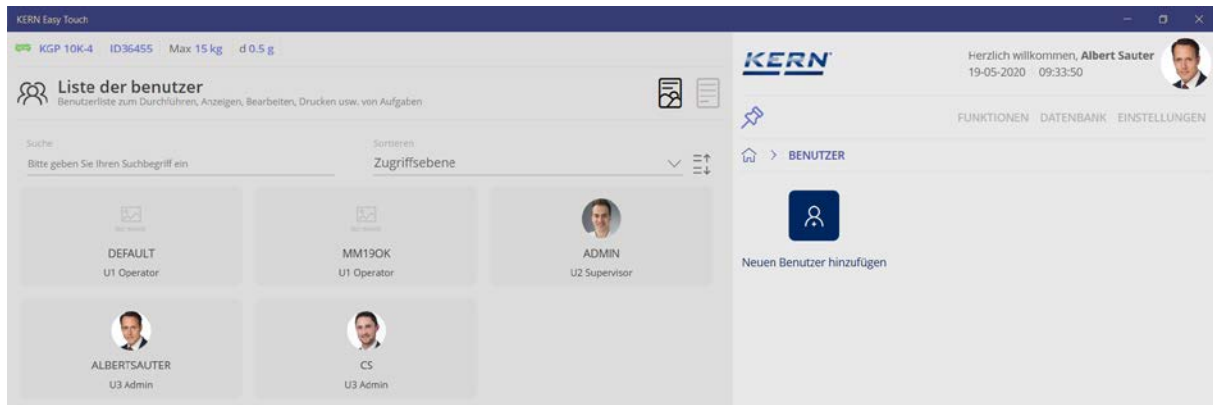 KERN Easy Touch
KGP 10K-4 ID36455 Max 15 kg d 0.5 g
Liste der benutzer
Benutzerliste zum Durchführen, Anzeigen, Bearbeiten, Drucken usw. von Aufgaben
Suche
Bitte geben Sie Ihren Suchbegriff ein
Sortieren
Zugriffsebene
DEFAULT
U1 Operator
MM19OK
U1 Operator
ADMIN
U2 Supervisor
ALBERTSAUTER
U3 Admin
CS
U3 Admin
KERN
Herzlich willkommen, Albert Sauter
19-05-2020 09:33:50
FUNKTIONEN DATENBANK EINSTELLUNGEN
> BENUTZER
Neuen Benutzer hinzufügen